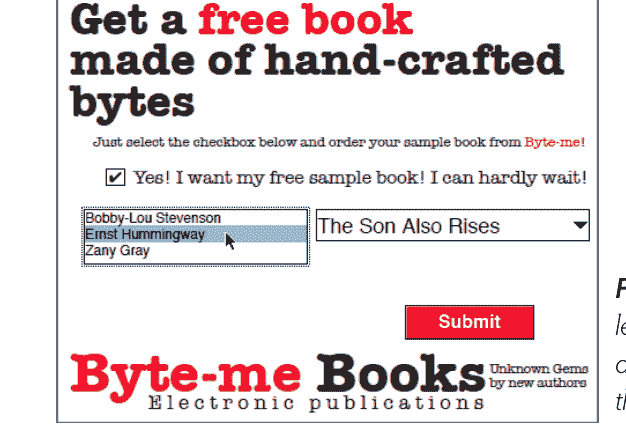 Get a free book
made of hand-crafted
bytes
Just select the checkbox below and order your sample book from Byte-me!
Yes! I want my free sample book! I can hardly wait!
Bobby-Lou Stevenson
Ernst Hummingway
Zany Gray
The Son Also Rises
Submit
Byte-me Books
Unknown Gems
by new authors
Electronic publications